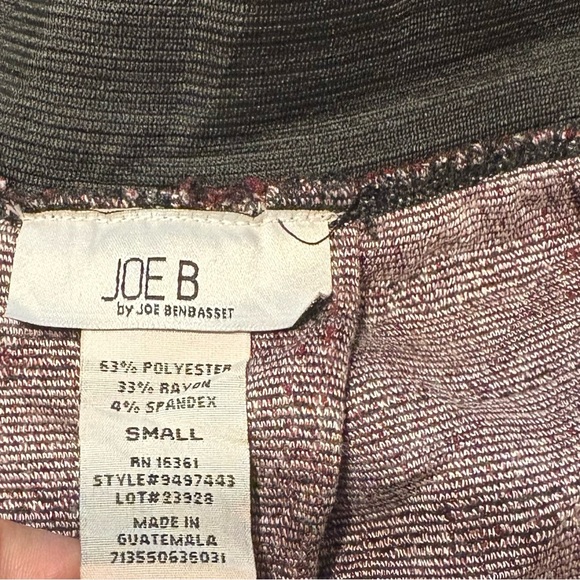 JOE B
by JOE BENBASSET
63% POLYESTER
33% RAYON
4% SPANDEX
SMALL
RN 16361
STYLE#9497443
LOT#23928
MADE IN
GUATEMALA
713550636031